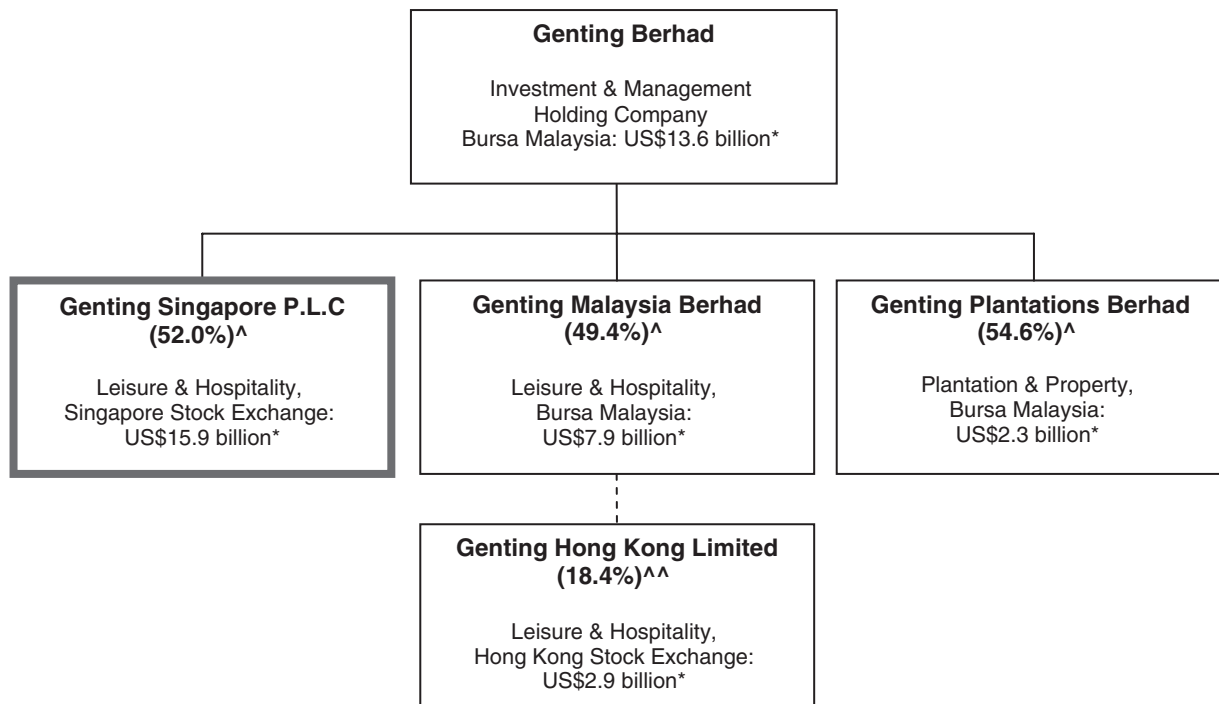 Genting Berhad
Investment & Management
Holding Company
Bursa Malaysia: US$13.6 billion*
Genting Singapore P.L.C
(52.0%)^
Leisure & Hospitality,
Singapore Stock Exchange:
US$15.9 billion*
Genting Malaysia Berhad
(49.4%)^
Leisure & Hospitality,
Bursa Malaysia:
US$7.9 billion*
Genting Plantations Berhad
(54.6%)^
Plantation & Property,
Bursa Malaysia:
US$2.3 billion*
Genting Hong Kong Limited
(18.4%)^^
Leisure & Hospitality,
Hong Kong Stock Exchange:
US$2.9 billion*